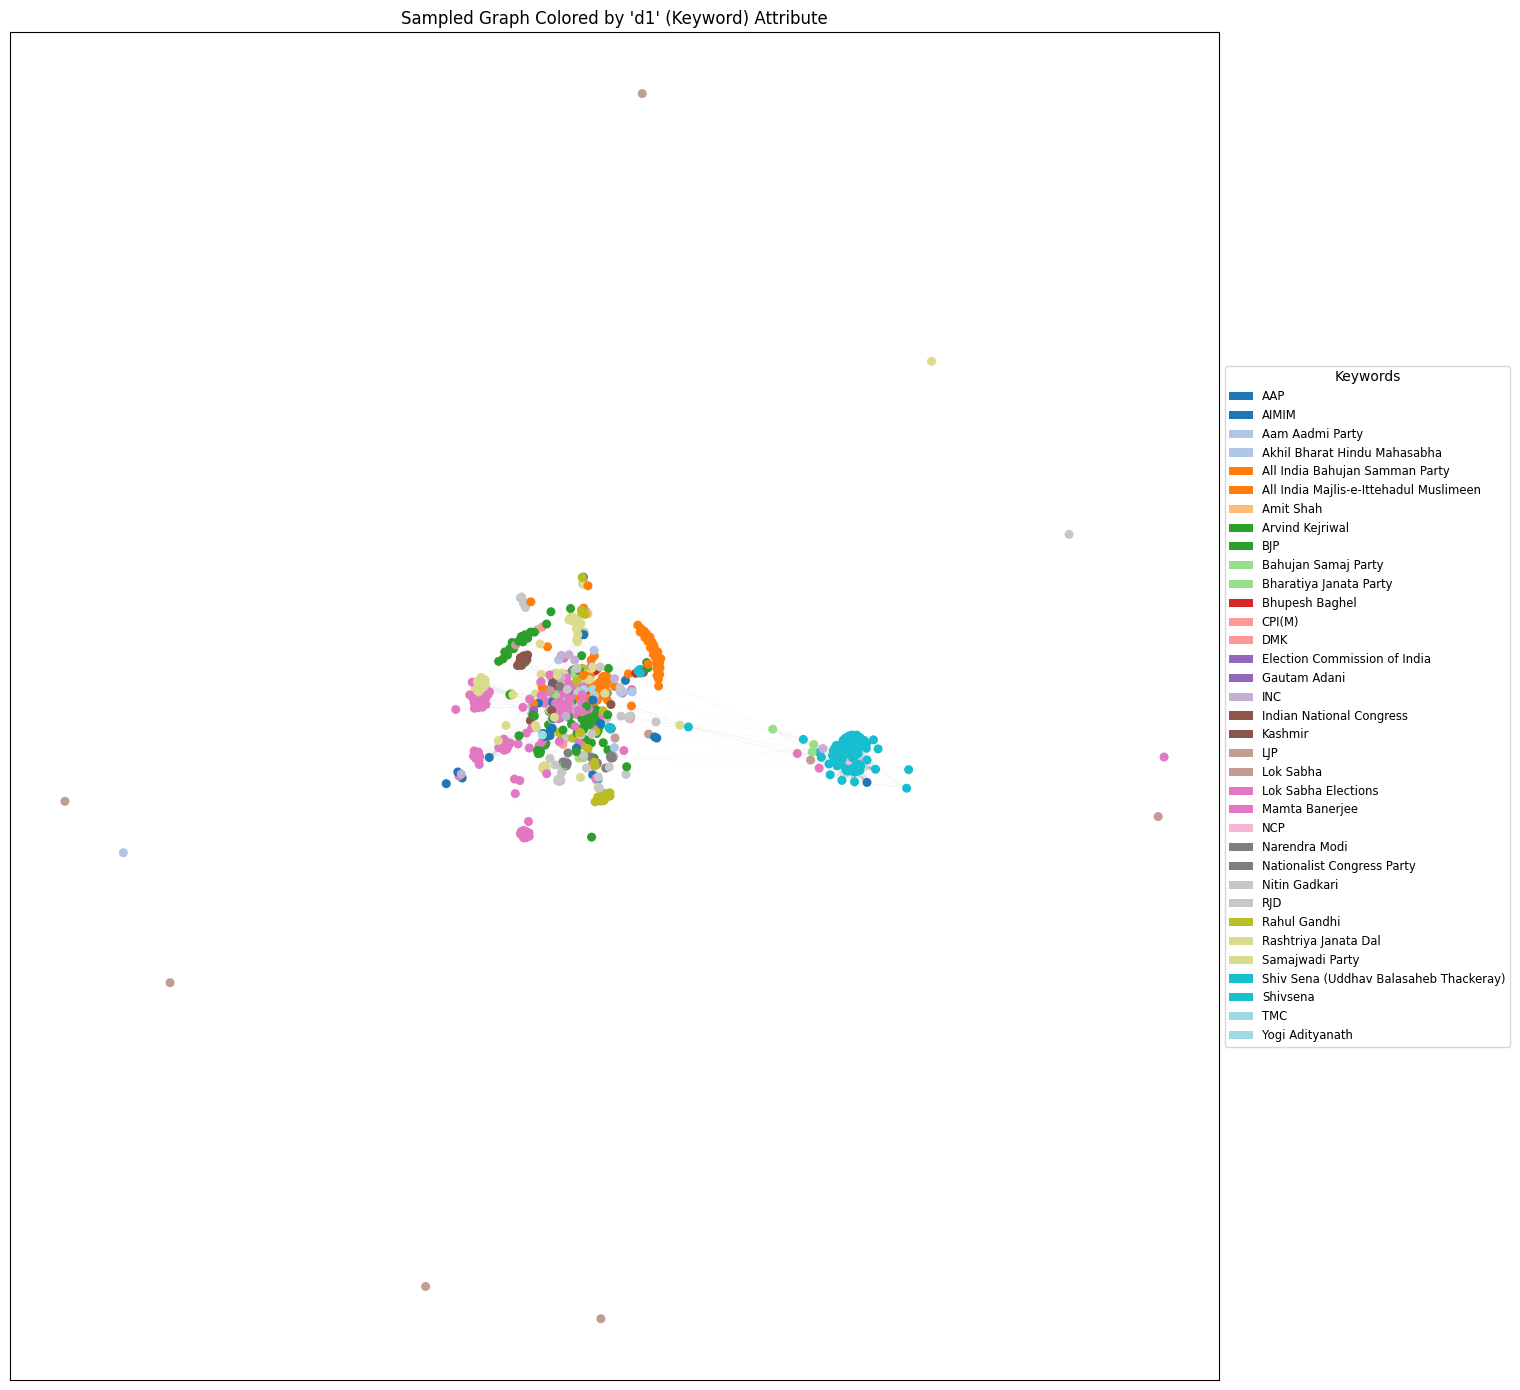 Sampled Graph Colored by 'd1' (Keyword) Attribute
Keywords
AAP
AIMIM
Aam Aadmi Party
Akhil Bharat Hindu Mahasabha
All India Bahujan Samman Party
All India Majlis-e-Ittehadul Muslimeen
Amit Shah
Arvind Kejriwal
BJP
Bahujan Samaj Party
Bharatiya Janata Party
Bhupesh Baghel
CPI(M)
DMK
Election Commission of India
Gautam Adani
INC
Indian National Congress
Kashmir
LJP
Lok Sabha
Lok Sabha Elections
Mamta Banerjee
NCP
Narendra Modi
Nationalist Congress Party
Nitin Gadkari
RJD
Rahul Gandhi
Rashtriya Janata Dal
Samajwadi Party
Shiv Sena (Uddhav Balasaheb Thackeray)
Shivsena
TMC
Yogi Adityanath